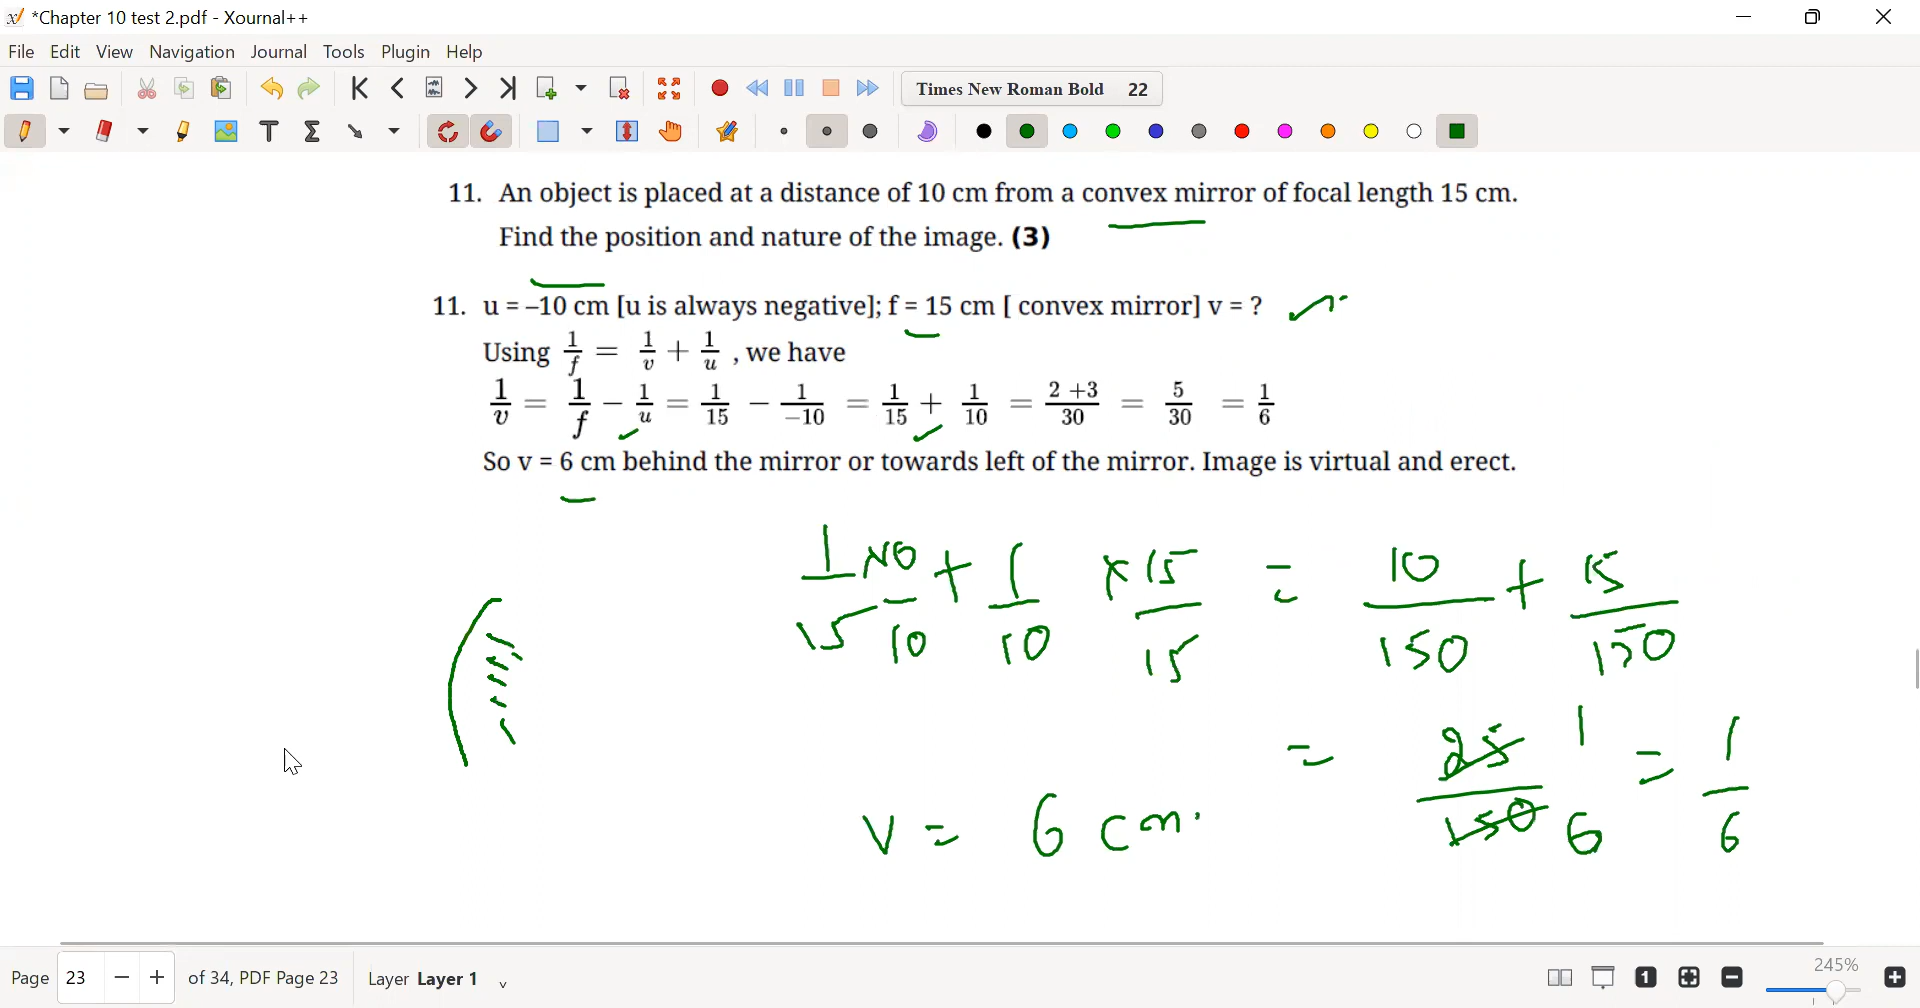 *Chapter 10 test 2.pdf - Xournal++
File Edit View Navigation Journal Tools Plugin Help
Times New Roman Bold 22
11. An object is placed at a distance of 10 cm from a convex mirror of focal length 15 cm.
Find the position and nature of the image. (3)
11. u = –10 cm [u is always negative]; f = 15 cm [ convex mirror] v = ?
Using 1/f = 1/v + 1/u , we have
1/v = 1/f − 1/u = 1/15 − 1/−10 = 1/15 + 1/10 = 2 +3/30 = 5/30 = 1/6
So v = 6 cm behind the mirror or towards left of the mirror. Image is virtual and erect.
1/15 ×10/10 + 1/10 ×15/15 = 10/150 + 15/150
= 25/150 1/6 = 1/6
v = 6 cm.
Page 23 of 34, PDF Page 23 Layer Layer 1 1 245%